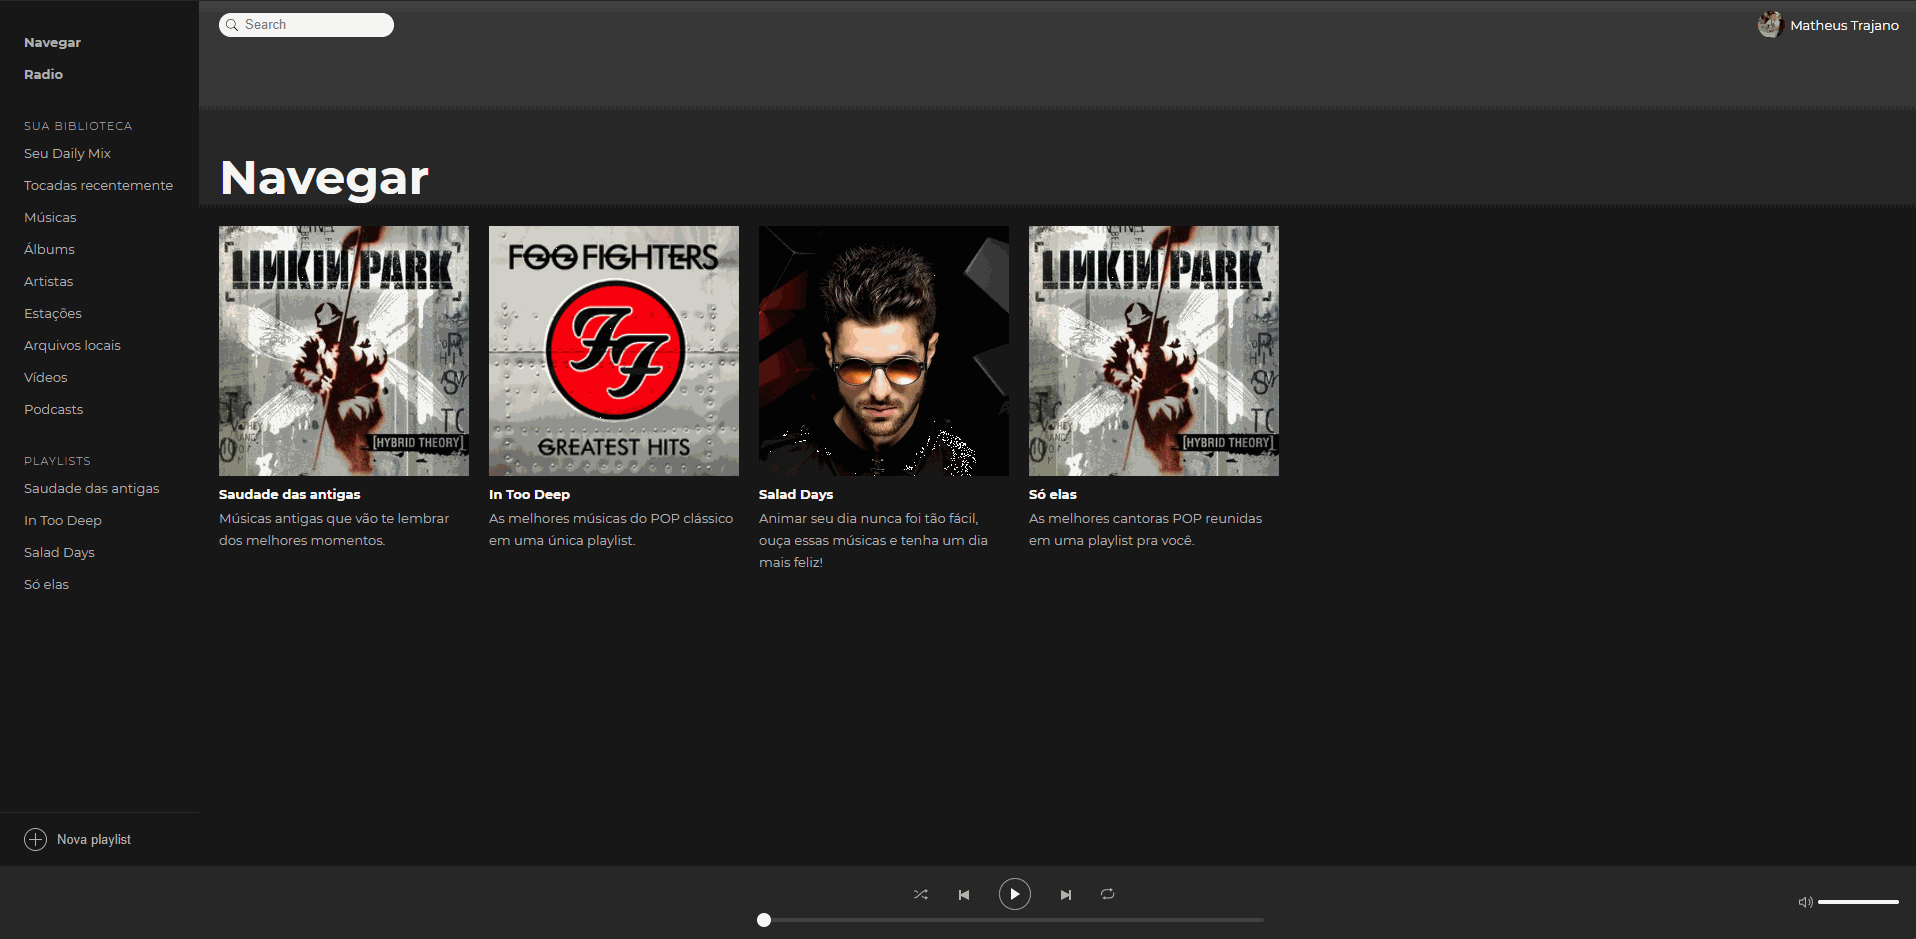 Navegar
Radio
SUA BIBLIOTECA
Seu Daily Mix
Tocadas recentemente
Músicas
Álbums
Artistas
Estações
Arquivos locais
Vídeos
Podcasts
PLAYLISTS
Saudade das antigas
In Too Deep
Salad Days
Só elas
Nova playlist
Search
Matheus Trajano
Navegar
LINKIN PARK
[HYBRID THEORY]
Saudade das antigas
Músicas antigas que vão te lembrar
dos melhores momentos.
FOO FIGHTERS
FF
GREATEST HITS
In Too Deep
As melhores músicas do POP clássico
em uma única playlist.
Salad Days
Animar seu dia nunca foi tão fácil,
ouça essas músicas e tenha um dia
mais feliz!
LINKIN PARK
[HYBRID THEORY]
Só elas
As melhores cantoras POP reunidas
em uma playlist pra você.